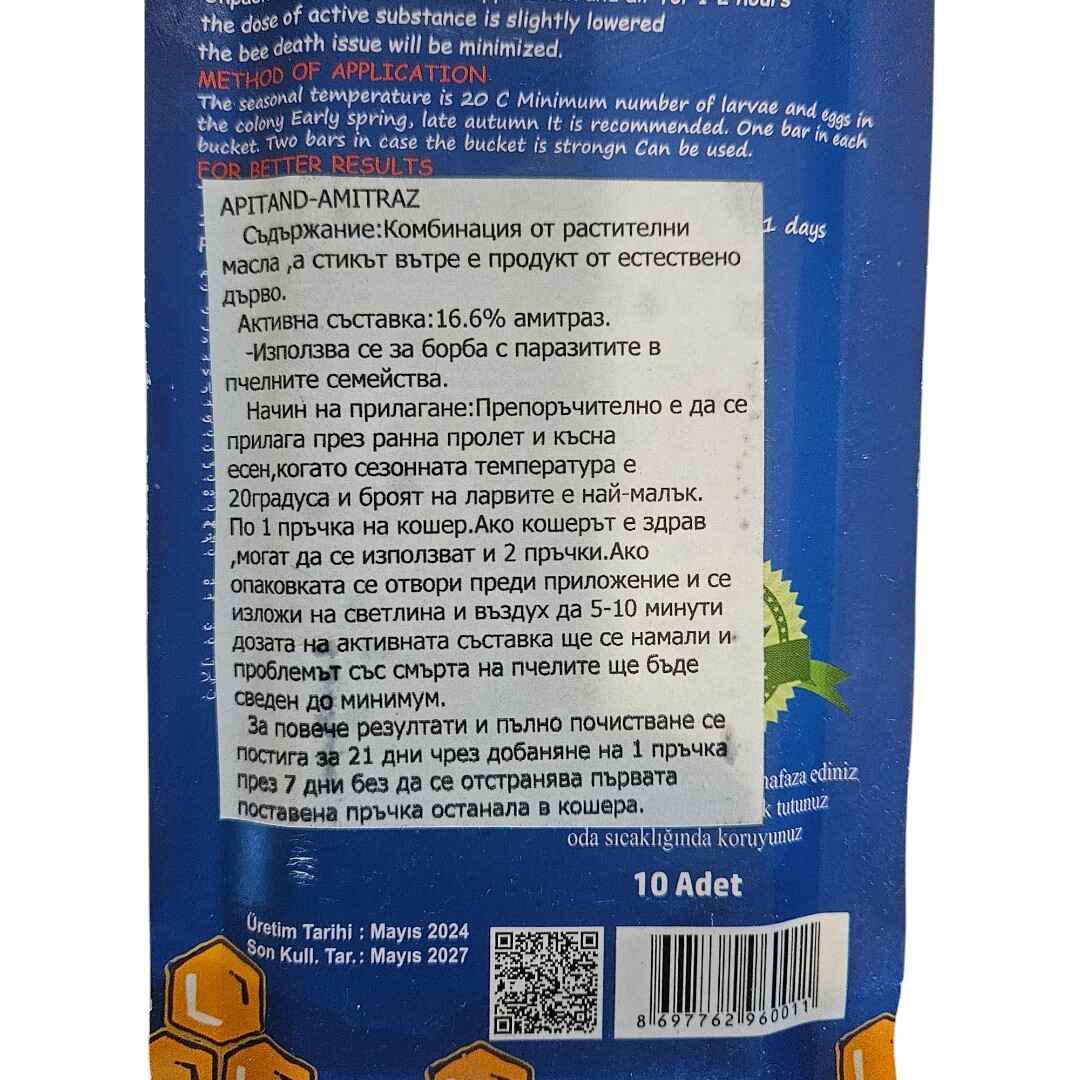 the dose of active substance is slightly lowered
the bee death issue will be minimized.
METHOD OF APPLICATION
The seasonal temperature is 20 C Minimum number of larvae and eggs in
the colony Early spring, late autumn It is recommended. One bar in each
bucket. Two bars in case the bucket is strongn Can be used.
FOR BETTER RESULTS
1 days
APITAND-AMITRAZ
Съдържание:Комбинация от растителни
масла ,а стикът вътре е продукт от естествено
дърво.
Активна съставка:16.6% амитраз.
-Използва се за борба с паразитите в
пчелните семейства.
Начин на прилагане:Препоръчително е да се
прилага през ранна пролет и късна
есен,когато сезонната температура е
20градуса и броят на ларвите е най-малък.
По 1 пръчка на кошер.Ако кошерът е здрав
,могат да се използват и 2 пръчки.Ако
опаковката се отвори преди приложение и се
изложи на светлина и въздух да 5-10 минути
дозата на активната съставка ще се намали и
проблемът със смърта на пчелите ще бъде
сведен до минимум.
За повече резултати и пълно почистване се
постига за 21 дни чрез добаняне на 1 пръчка
през 7 дни без да се отстранява първата
поставена пръчка останала в кошера.
ediniz
tutunuz
oda sıcaklığında koruyunuz
10 Adet
Üretim Tarihi : Mayıs 2024
Son Kull. Tar.: Mayıs 2027
8 697762 960011